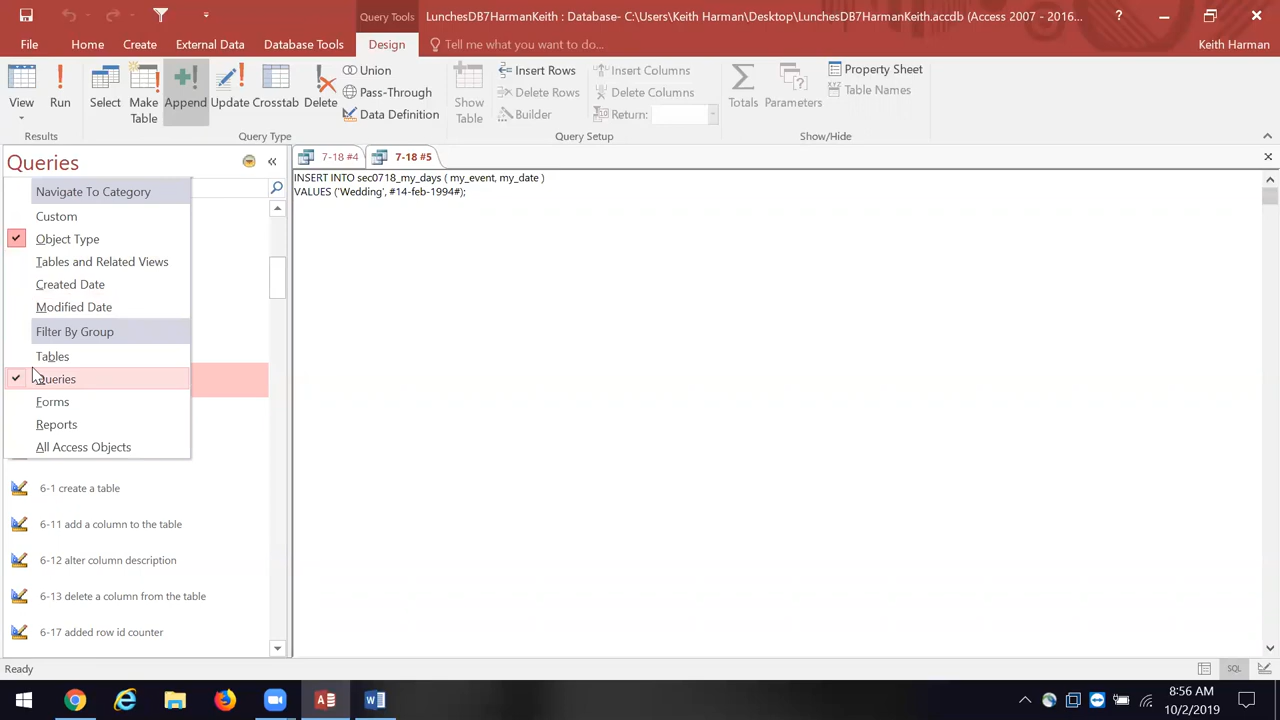 Query Tools
LunchesDB7HarmanKeith : Database- C:\Users\Keith Harman\Desktop\LunchesDB7HarmanKeith.accdb (Access 2007 - 2016...
?
File
Home
Create
External Data
Database Tools
Design
Tell me what you want to do...
Keith Harman
View
Run
Select
Make
Table
Append
Update
Crosstab
Delete
Union
Pass-Through
Data Definition
Show
Table
Insert Rows
Delete Rows
Builder
Insert Columns
Delete Columns
Return:
Totals
Parameters
Property Sheet
Table Names
Results
Query Type
Query Setup
Show/Hide
Queries
7-18 #4
7-18 #5
INSERT INTO sec0718_my_days ( my_event, my_date )
VALUES ('Wedding', #14-feb-1994#);
Navigate To Category
Custom
Object Type
Tables and Related Views
Created Date
Modified Date
Filter By Group
Tables
Queries
Forms
Reports
All Access Objects
6-1 create a table
6-11 add a column to the table
6-12 alter column description
6-13 delete a column from the table
6-17 added row id counter
Ready
SQL
8:56 AM
10/2/2019